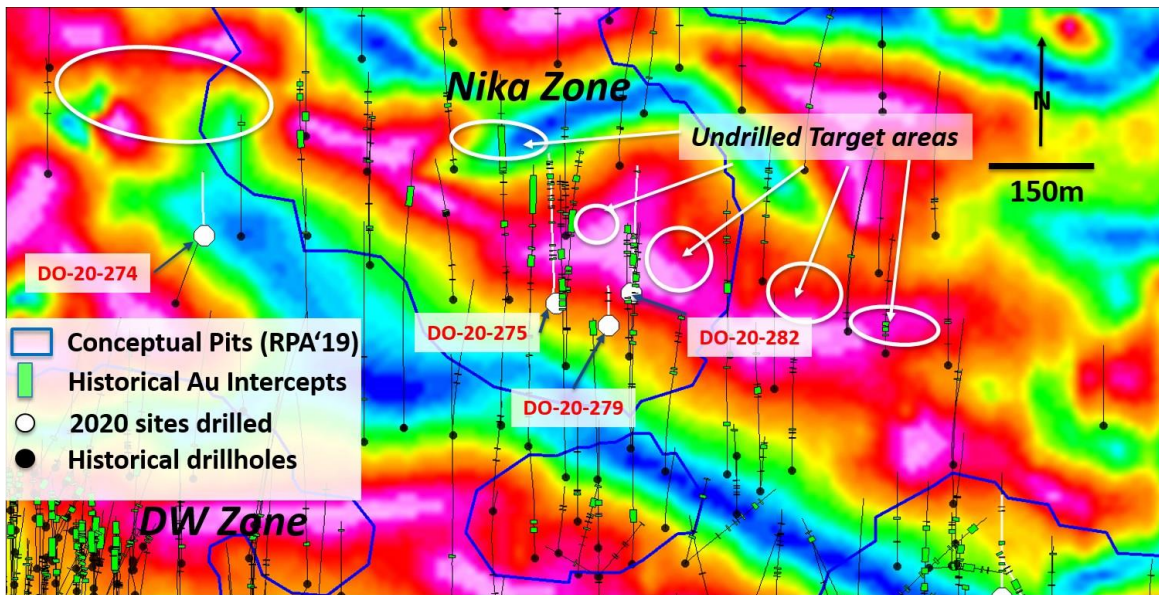 Nika Zone
N
Undrilled Target areas
150m
DO-20-274
DO-20-275
DO-20-282
DO-20-279
Conceptual Pits (RPA‘19)
Historical Au Intercepts
2020 sites drilled
Historical drillholes
DW Zone